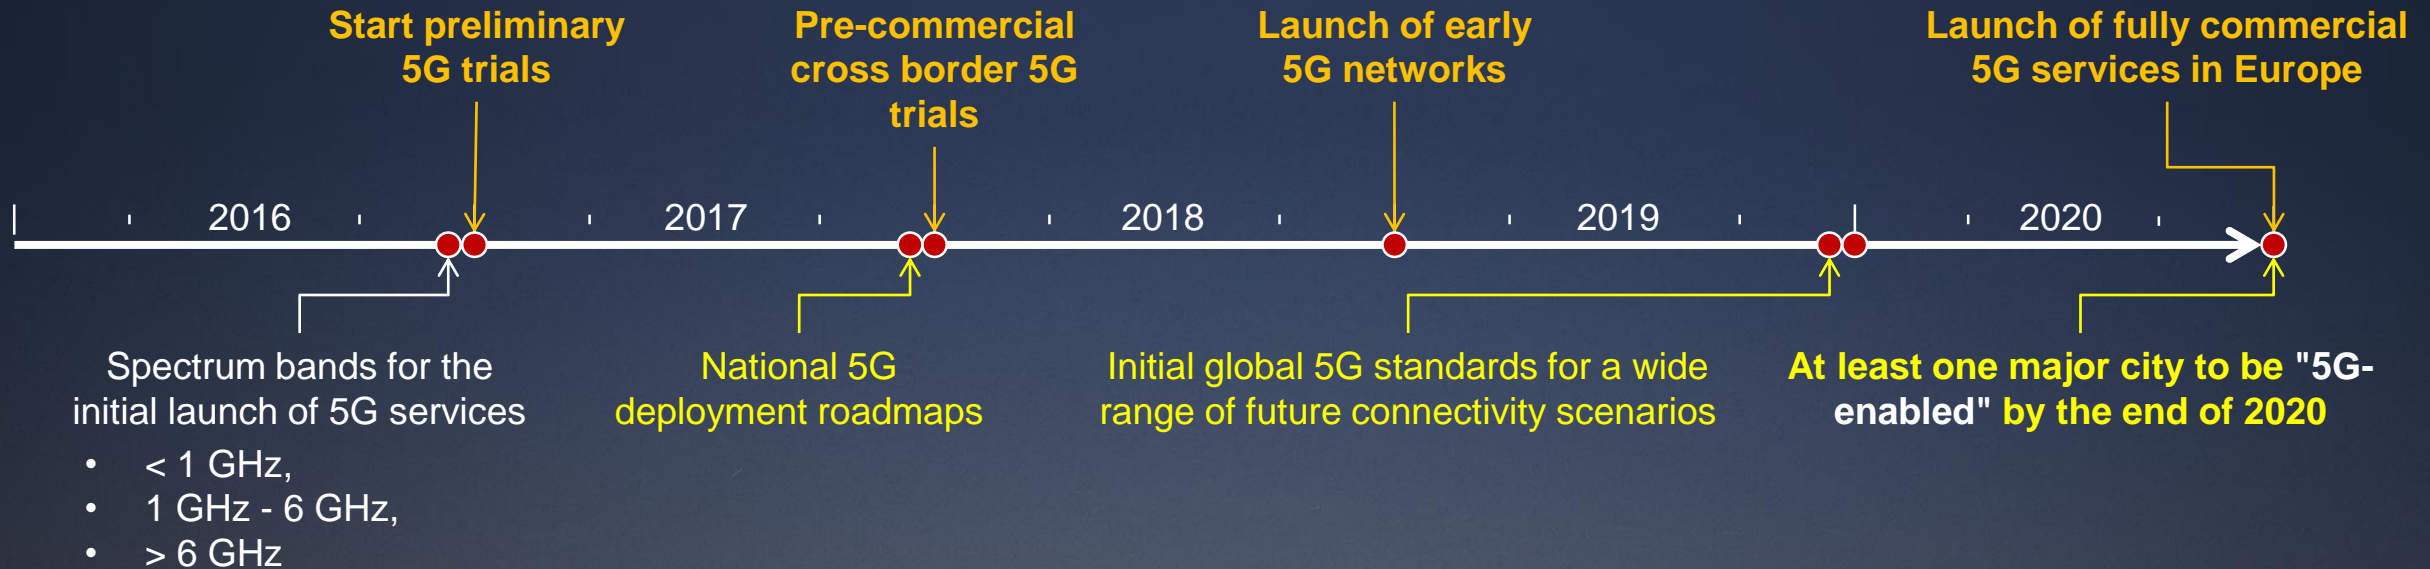 Start preliminary
5G trials
Pre-commercial
cross border 5G
trials
Launch of early
5G networks
Launch of fully commercial
5G services in Europe
2016
2017
2018
2019
2020
Spectrum bands for the
initial launch of 5G services
• < 1 GHz,
• 1 GHz - 6 GHz,
• > 6 GHz
National 5G
deployment roadmaps
Initial global 5G standards for a wide
range of future connectivity scenarios
At least one major city to be "5G-
enabled" by the end of 2020